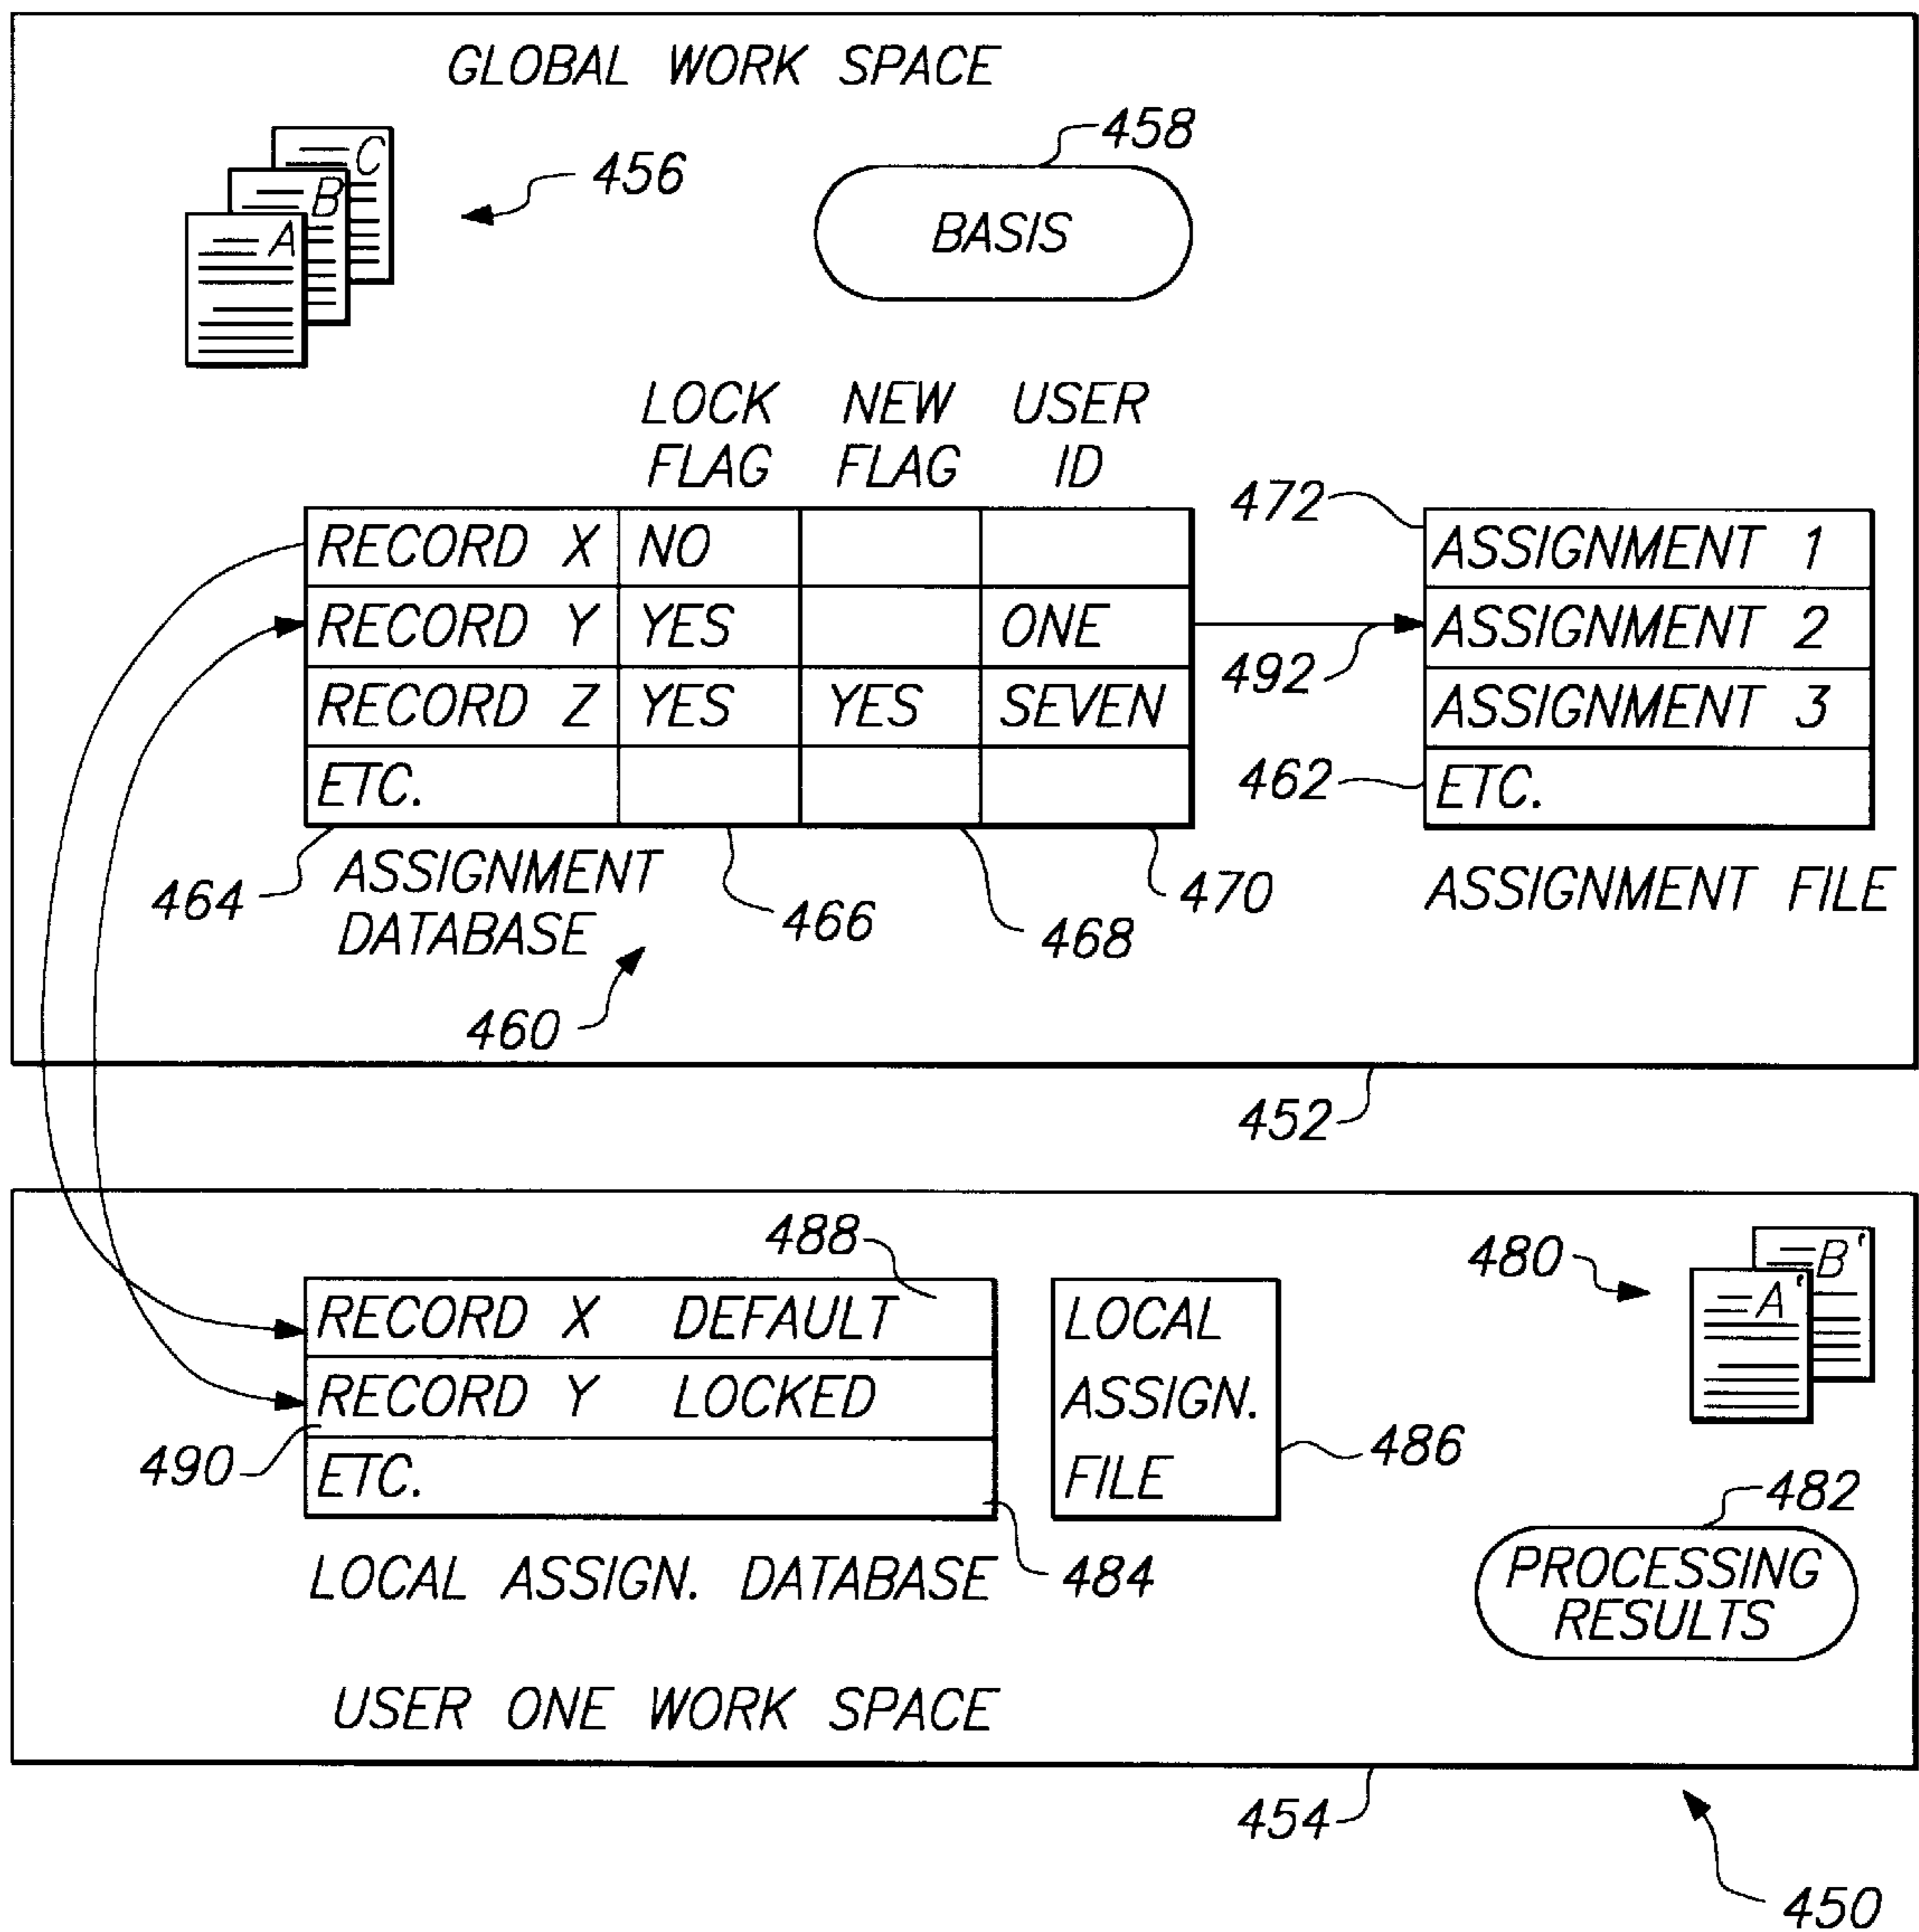 GLOBAL WORK SPACE
C
B
A
456
458
BASIS
LOCK NEW USER
FLAG FLAG ID
472
RECORD X NO
ASSIGNMENT 1
RECORD Y YES ONE
492
ASSIGNMENT 2
RECORD Z YES YES SEVEN
ASSIGNMENT 3
ETC.
462
ETC.
464
ASSIGNMENT
DATABASE
466
468
470
ASSIGNMENT FILE
460
452
488
RECORD X DEFAULT
RECORD Y LOCKED
490
ETC.
LOCAL
ASSIGN.
FILE
486
480
B'
A'
482
PROCESSING
RESULTS
LOCAL ASSIGN. DATABASE
484
USER ONE WORK SPACE
454
450